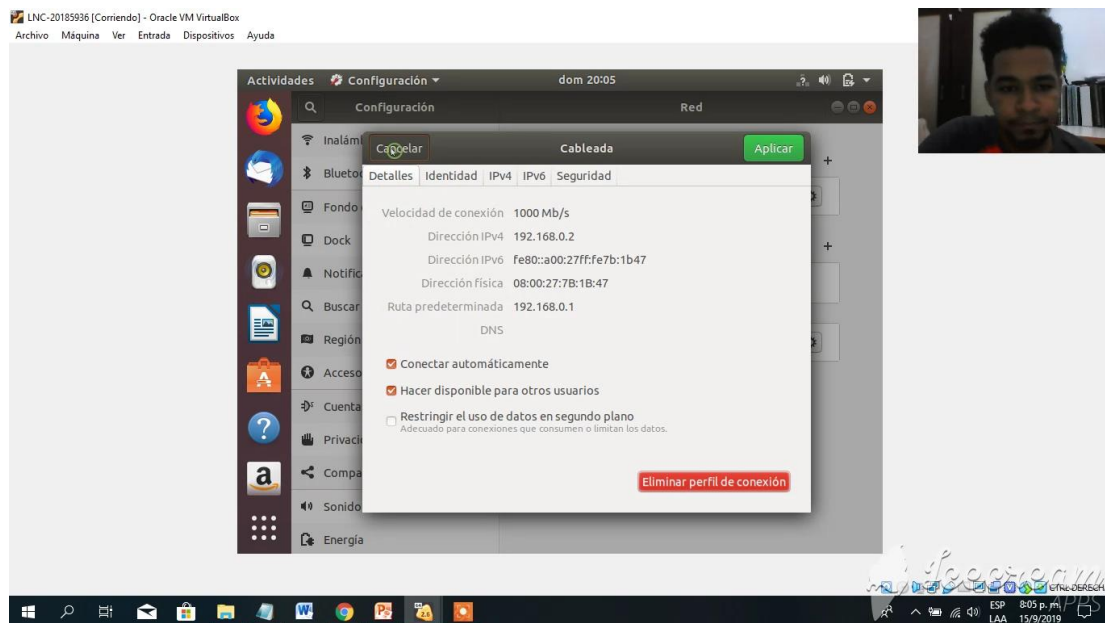 LNC-20185936 [Corriendo] - Oracle VM VirtualBox
Archivo Máquina Ver Entrada Dispositivos Ayuda
Actividades Configuración dom 20:05
Configuración Red
Cancelar Cableada Aplicar
Detalles Identidad IPv4 IPv6 Seguridad
Velocidad de conexión 1000 Mb/s
Dirección IPv4 192.168.0.2
Dirección IPv6 fe80::a00:27ff:fe7b:1b47
Dirección física 08:00:27:7B:1B:47
Ruta predeterminada 192.168.0.1
DNS
Conectar automáticamente
Hacer disponible para otros usuarios
Restringir el uso de datos en segundo plano
Adecuado para conexiones que consumen o limitan los datos.
Eliminar perfil de conexión
Inalám
Blueto
Fondo
Dock
Notific
Buscar
Región
Acceso
Cuenta
Privaci
Compa
Sonido
Energía
Icecream
APPS
CTRL DERECH
ESP 8:05 p. m.
LAA 15/9/2019